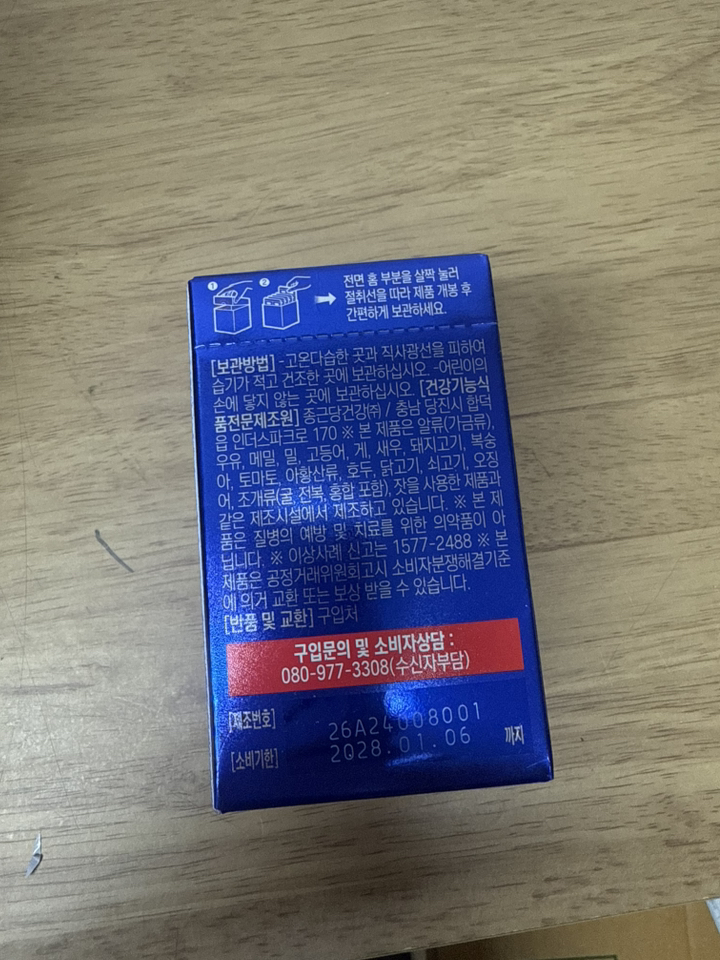 1 2
전면 홈 부분을 살짝 눌러
절취선을 따라 제품 개봉 후
간편하게 보관하세요.
[보관방법] -고온다습한 곳과 직사광선을 피하여
습기가 적고 건조한 곳에 보관하십시오 -어린이의
손에 닿지 않는 곳에 보관하십시오. [건강기능식
품전문제조원] 종근당건강㈜ / 충남 당진시 합덕
읍 인더스파크로 170 ※ 본 제품은 알류(가금류),
우유, 메밀, 밀, 고등어, 게, 새우, 돼지고기, 복숭
아, 토마토, 아황산류, 호두, 닭고기, 쇠고기, 오징
어, 조개류(굴, 전복, 홍합 포함), 잣을 사용한 제품과
같은 제조시설에서 제조하고 있습니다. ※ 본 제
품은 질병의 예방 및 치료를 위한 의약품이 아
닙니다. ※ 이상사례 신고는 1577-2488 ※ 본
제품은 공정거래위원회고시 소비자분쟁해결기준
에 의거 교환 또는 보상 받을 수 있습니다.
[반품 및 교환] 구입처
구입문의 및 소비자상담 :
080-977-3308(수신자부담)
[제조번호] 26A24008001
[소비기한] 2028.01.06 까지